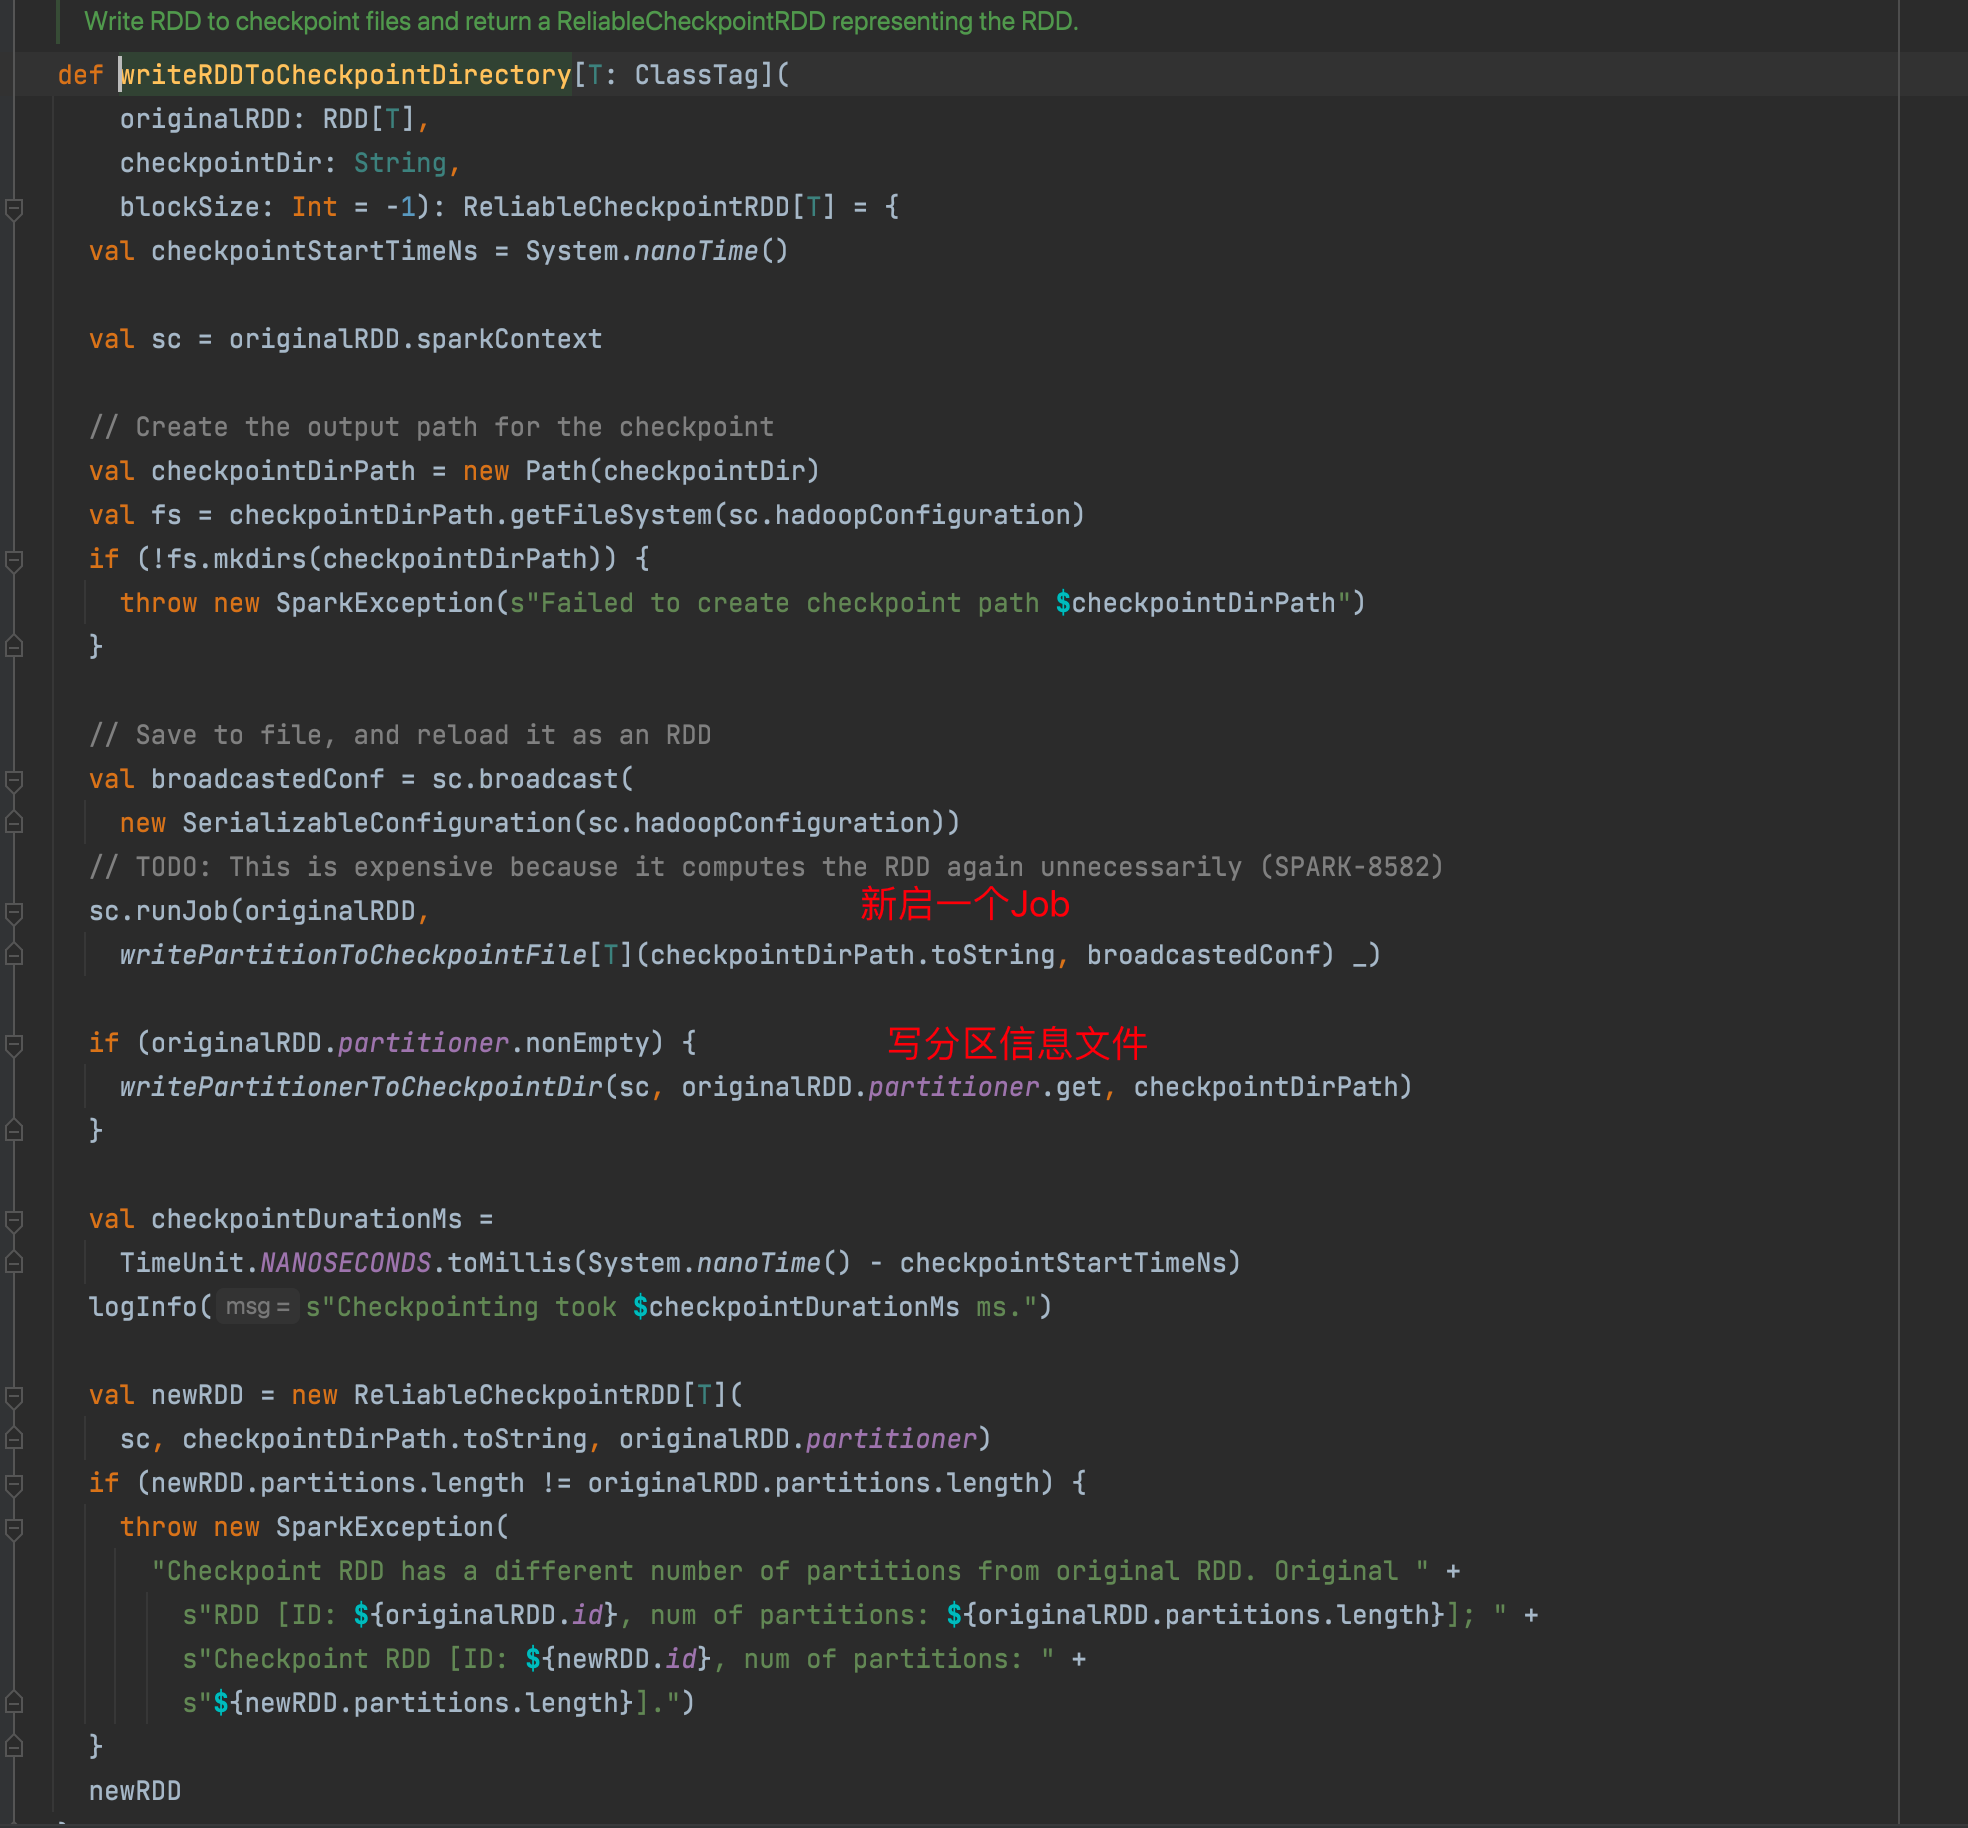 Write RDD to checkpoint files and return a ReliableCheckpointRDD representing the RDD.
def writeRDDToCheckpointDirectory[T: ClassTag](
originalRDD: RDD[T],
checkpointDir: String,
blockSize: Int = -1): ReliableCheckpointRDD[T] = {
val checkpointStartTimeNs = System.nanoTime()
val sc = originalRDD.sparkContext
// Create the output path for the checkpoint
val checkpointDirPath = new Path(checkpointDir)
val fs = checkpointDirPath.getFileSystem(sc.hadoopConfiguration)
if (!fs.mkdirs(checkpointDirPath)) {
throw new SparkException(s"Failed to create checkpoint path $checkpointDirPath")
}
// Save to file, and reload it as an RDD
val broadcastedConf = sc.broadcast(
new SerializableConfiguration(sc.hadoopConfiguration))
// TODO: This is expensive because it computes the RDD again unnecessarily (SPARK-8582)
sc.runJob(originalRDD, 新启一个Job
writePartitionToCheckpointFile[T](checkpointDirPath.toString, broadcastedConf) _)
if (originalRDD.partitioner.nonEmpty) { 写分区信息文件
writePartitionerToCheckpointDir(sc, originalRDD.partitioner.get, checkpointDirPath)
}
val checkpointDurationMs =
TimeUnit.NANOSECONDS.toMillis(System.nanoTime() - checkpointStartTimeNs)
logInfo( msg = s"Checkpointing took $checkpointDurationMs ms.")
val newRDD = new ReliableCheckpointRDD[T](
sc, checkpointDirPath.toString, originalRDD.partitioner)
if (newRDD.partitions.length != originalRDD.partitions.length) {
throw new SparkException(
"Checkpoint RDD has a different number of partitions from original RDD. Original " +
s"RDD [ID: ${originalRDD.id}, num of partitions: ${originalRDD.partitions.length}]; " +
s"Checkpoint RDD [ID: ${newRDD.id}, num of partitions: " +
s"${newRDD.partitions.length}].")
}
newRDD